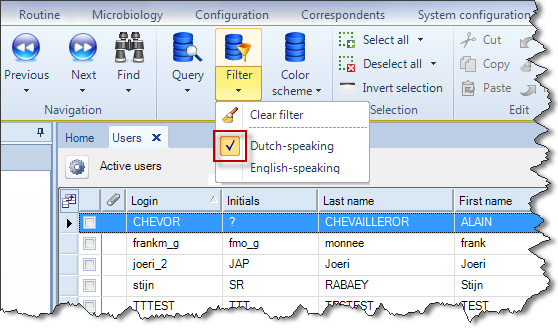 Routine Microbiology Configuration Correspondents System configuration
Select all Cut
Deselect all Copy
Previous Next Find Query Filter Color scheme Invert selection Paste
Navigation Selection Edit
Clear filter
Home Users Dutch-speaking
Active users English-speaking
Login Initials Last name First name
CHEVOR ? CHEVAILLEROR ALAIN
frankm_g fmo_g monnee frank
joeri_2 JAP Joeri Joeri
stijn SR RABAEY Stijn
TTTEST TTT